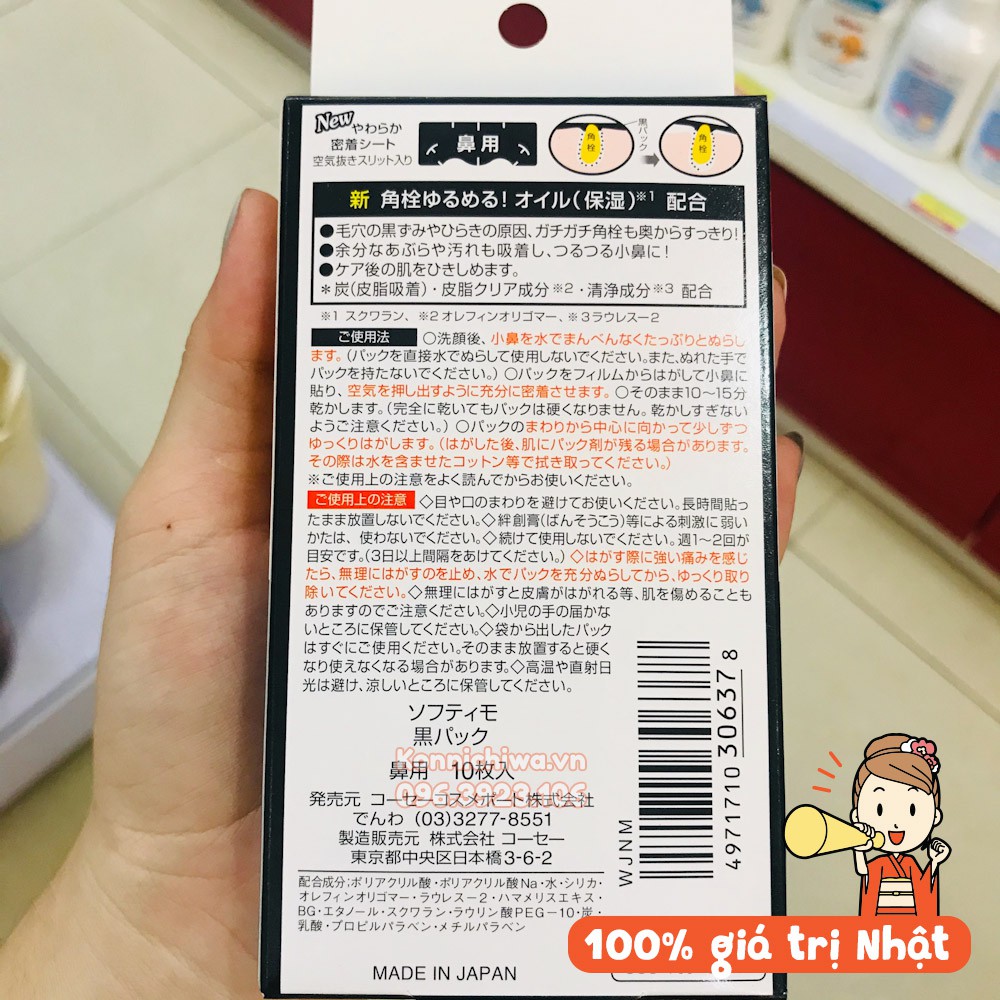 New やわらか
密着シート
空気抜きスリット入り
鼻用
黒パック
角栓
角栓
新 角栓ゆるめる! オイル(保湿)※1 配合
●毛穴の黒ずみやひらきの原因、ガチガチ角栓も奥からすっきり!
●余分なあぶらや汚れも吸着し、つるつる小鼻に!
●ケア後の肌をひきしめます。
＊炭(皮脂吸着)・皮脂クリア成分※2・清浄成分※3 配合
※1 スクワラン、※2 オレフィンオリゴマー、※3 ラウレス−2
ご使用法 ○洗顔後、小鼻を水でまんべんなくたっぷりとぬらし
ます。(パックを直接水でぬらして使用しないでください。また、ぬれた手で
パックを持たないでください。) ○パックをフィルムからはがして小鼻に
貼り、空気を押し出すように充分に密着させます。○そのまま10〜15分
乾かします。(完全に乾いてもパックは硬くなりません。乾かしすぎない
ようご注意ください。) ○パックのまわりから中心に向かって少しずつ
ゆっくりはがします。(はがした後、肌にパック剤が残る場合があります。
その際は水を含ませたコットン等で拭き取ってください。)
※ご使用上の注意をよく読んでからお使いください。
ご使用上の注意 ◇目や口のまわりを避けてお使いください。長時間貼っ
たまま放置しないでください。◇絆創膏(ばんそうこう)等による刺激に弱い
かたは、使わないでください。◇続けて使用しないでください。週1〜2回が
目安です。(3日以上間隔をあけてください。) ◇はがす際に強い痛みを感じ
たら、無理にはがすのを止め、水でパックを充分ぬらしてから、ゆっくり取り
除いてください。◇無理にはがすと皮膚がはがれる等、肌を傷めることも
ありますのでご注意ください。◇小児の手の届かな
いところに保管してください。◇袋から出したパック
はすぐにご使用ください。そのまま放置すると硬く
なり使えなくなる場合があります。◇高温や直射日
光は避け、涼しいところに保管してください。
ソフティモ
黒パック
Konnichiwa.vn
鼻用 10枚入
096.3923.106
発売元 コーセーコスメポート株式会社
でんわ (03)3277-8551
製造販売元 株式会社 コーセー
東京都中央区日本橋3-6-2
配合成分;ポリアクリル酸・ポリアクリル酸Na・水・シリカ・
オレフィンオリゴマー・ラウレス−2・ハマメリスエキス・
BG・エタノール・スクワラン・ラウリン酸PEG−10・炭・
乳酸・プロピルパラベン・メチルパラベン
MADE IN JAPAN
WJNM
4971710 306378
100% giá trị Nhật